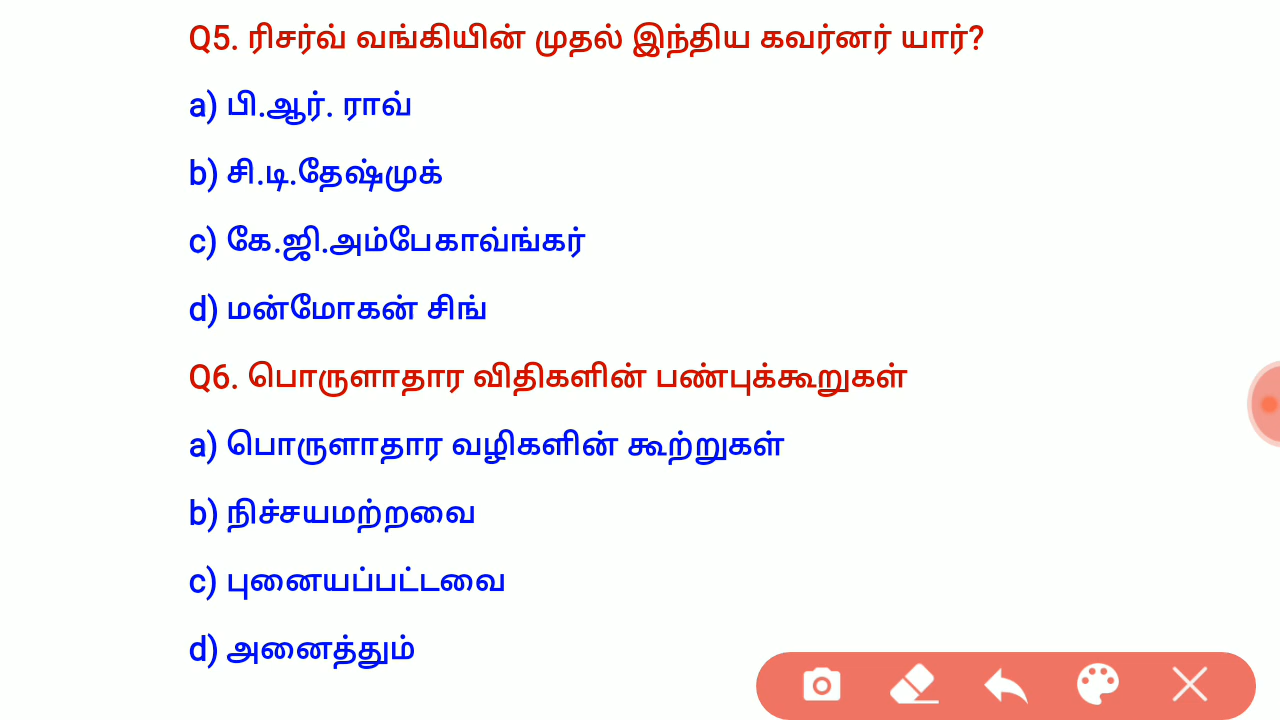 Q5. ரிசர்வ் வங்கியின் முதல் இந்திய கவர்னர் யார்?
a) பி.ஆர். ராவ்
b) சி.டி.தேஷ்முக்
c) கே.ஜி.அம்பேகாவ்ங்கர்
d) மன்மோகன் சிங்
Q6. பொருளாதார விதிகளின் பண்புக்கூறுகள்
a) பொருளாதார வழிகளின் கூற்றுகள்
b) நிச்சயமற்றவை
c) புனையப்பட்டவை
d) அனைத்தும்